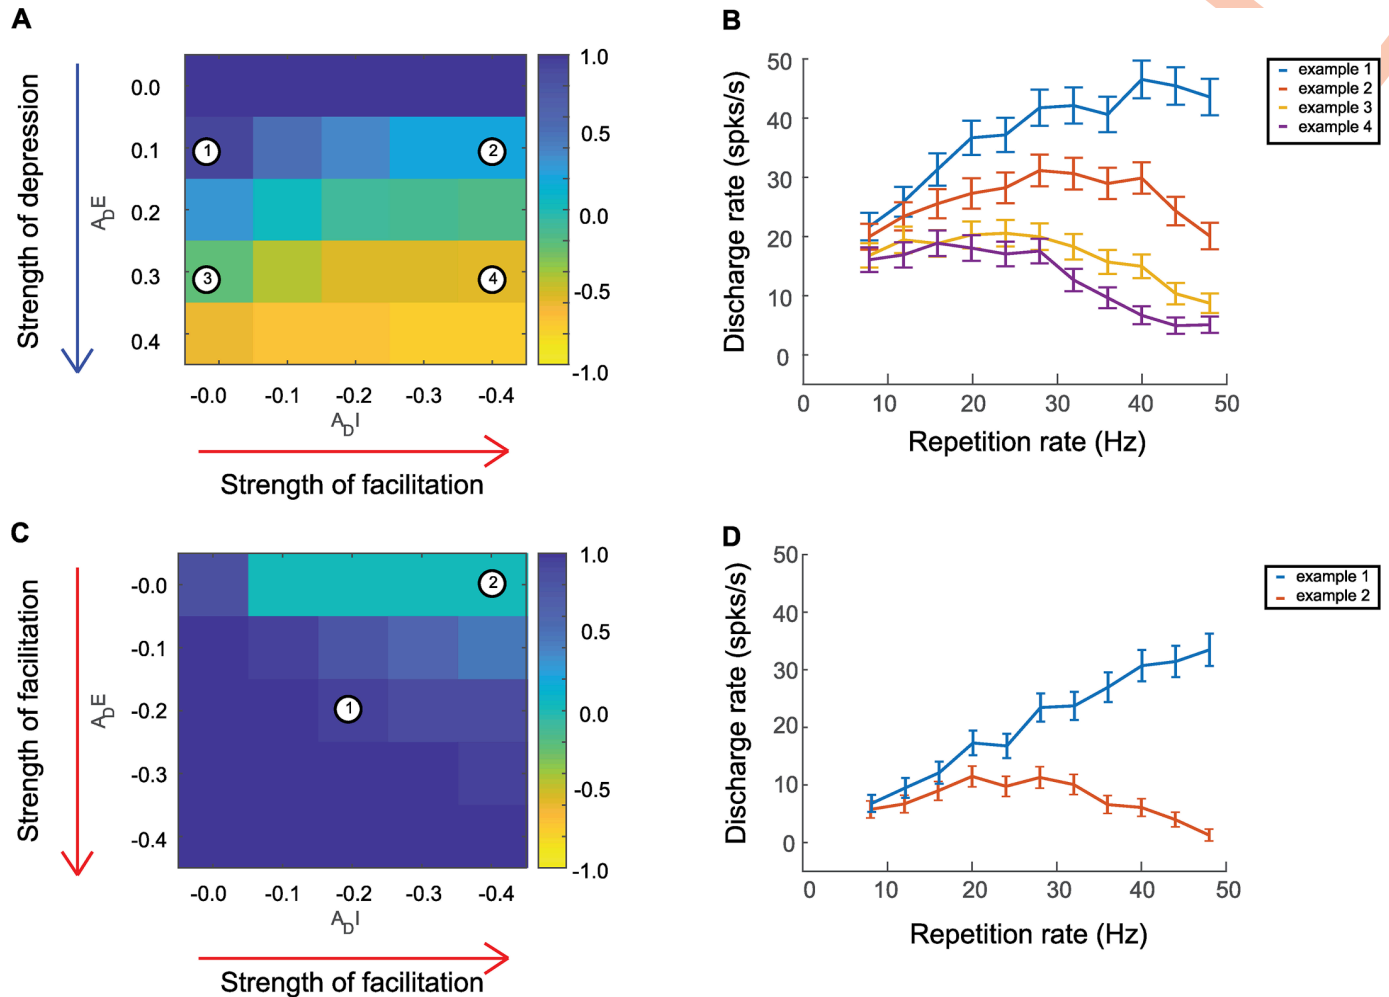 A
Strength of depression
A_D E
0.0
0.1
0.2
0.3
0.4
1
2
3
4
-0.0 -0.1 -0.2 -0.3 -0.4
A_D I
Strength of facilitation
1.0
0.5
0.0
-0.5
-1.0
B
Discharge rate (spks/s)
50
40
30
20
10
0
0 10 20 30 40 50
Repetition rate (Hz)
example 1
example 2
example 3
example 4
C
Strength of facilitation
A_D E
-0.0
-0.1
-0.2
-0.3
-0.4
2
1
-0.0 -0.1 -0.2 -0.3 -0.4
A_D I
Strength of facilitation
1.0
0.5
0.0
-0.5
-1.0
D
Discharge rate (spks/s)
50
40
30
20
10
0
0 10 20 30 40 50
Repetition rate (Hz)
example 1
example 2